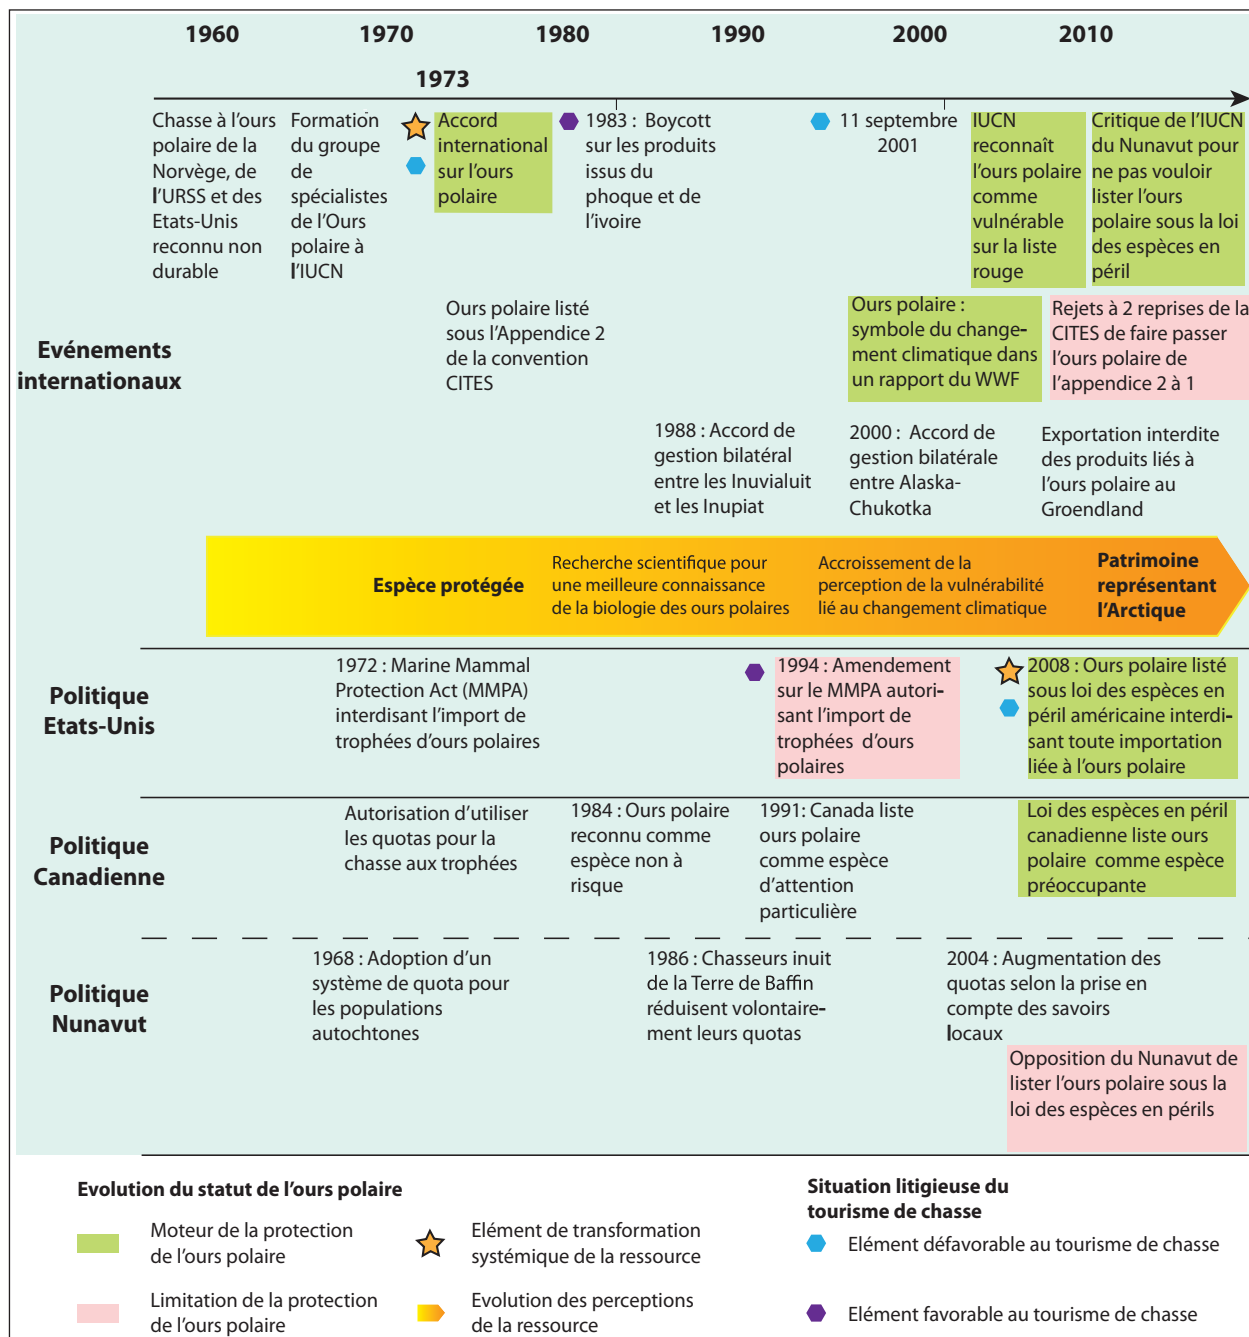 1960 1970 1980 1990 2000 2010
1973
Chasse à l'ours
polaire de la
Norvège, de
l'URSS et des
Etats-Unis
reconnu non
durable
Formation
du groupe
de
spécialistes
de l'Ours
polaire à
l'IUCN
Accord
international
sur l'ours
polaire
1983 : Boycott
sur les produits
issus du
phoque et de
l'ivoire
11 septembre
2001
IUCN
reconnaît
l'ours polaire
comme
vulnérable
sur la liste
rouge
Critique de l'IUCN
du Nunavut pour
ne pas vouloir
lister l'ours
polaire sous la loi
des espèces en
péril
Evénements
internationaux
Ours polaire listé
sous l'Appendice 2
de la convention
CITES
Ours polaire :
symbole du change-
ment climatique dans
un rapport du WWF
Rejets à 2 reprises de la
CITES de faire passer
l'ours polaire de
l'appendice 2 à 1
1988 : Accord de
gestion bilatéral
entre les Inuvialuit
et les Inupiat
2000 : Accord de
gestion bilatérale
entre Alaska-
Chukotka
Exportation interdite
des produits liés à
l'ours polaire au
Groendland
Espèce protégée
Recherche scientifique pour
une meilleure connaissance
de la biologie des ours polaires
Accroissement de la
perception de la vulnérabilité
lié au changement climatique
Patrimoine
représentant
l'Arctique
Politique
Etats-Unis
1972 : Marine Mammal
Protection Act (MMPA)
interdisant l'import de
trophées d'ours polaires
1994 : Amendement
sur le MMPA autori-
sant l'import de
trophées d'ours
polaires
2008 : Ours polaire listé
sous loi des espèces en
péril américaine interdi-
sant toute importation
liée à l'ours polaire
Politique
Canadienne
Autorisation d'utiliser
les quotas pour la
chasse aux trophées
1984 : Ours polaire
reconnu comme
espèce non à
risque
1991: Canada liste
ours polaire
comme espèce
d'attention
particulière
Loi des espèces en péril
canadienne liste ours
polaire comme espèce
préoccupante
Politique
Nunavut
1968 : Adoption d'un
système de quota pour
les populations
autochtones
1986 : Chasseurs inuit
de la Terre de Baffin
réduisent volontaire-
ment leurs quotas
2004 : Augmentation des
quotas selon la prise en
compte des savoirs
locaux
Opposition du Nunavut de
lister l'ours polaire sous la
loi des espèces en périls
Evolution du statut de l'ours polaire
Moteur de la protection
de l'ours polaire
Limitation de la protection
de l'ours polaire
Elément de transformation
systémique de la ressource
Evolution des perceptions
de la ressource
Situation litigieuse du
tourisme de chasse
Elément défavorable au tourisme de chasse
Elément favorable au tourisme de chasse